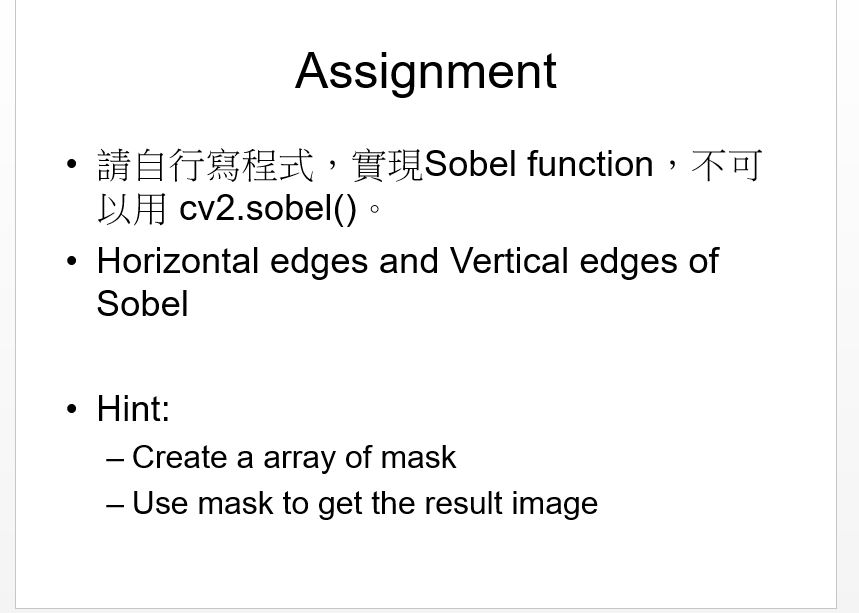 Assignment
• 請自行寫程式，實現Sobel function，不可
以用 cv2.sobel()。
• Horizontal edges and Vertical edges of
Sobel
• Hint:
– Create a array of mask
– Use mask to get the result image